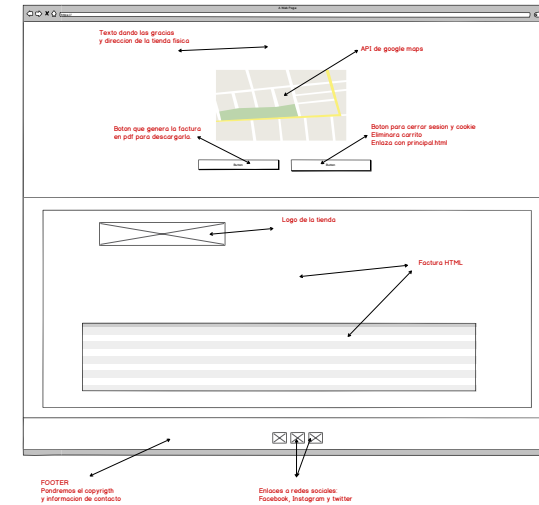 A Web Page
Texto dando las gracias
y direccion de la tienda fisica
API de google maps
Boton que genera la factura
en pdf para descargarla.
Boton para cerrar sesion y cookie
Eliminara carrito
Enlaza con principal.html
Logo de la tienda
Factura HTML
FOOTER
Pondremos el copyrigth
y informacion de contacto
Enlaces a redes sociales:
Facebook, Instagram y twitter